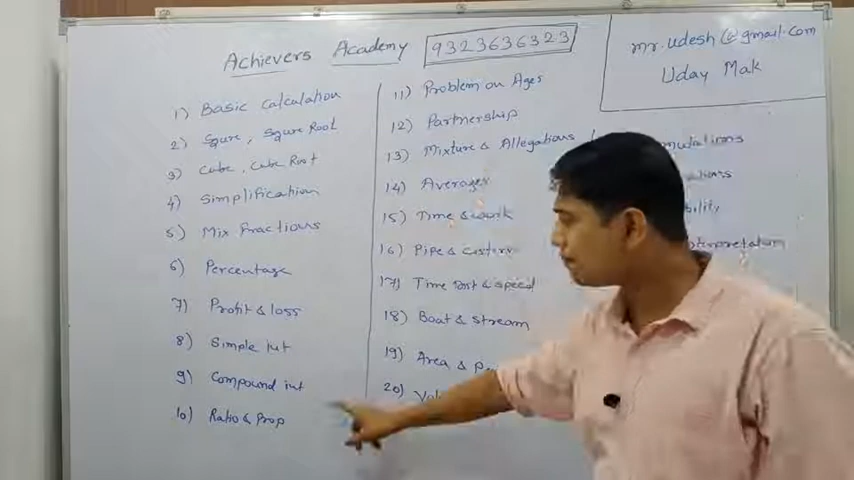 Achievers Academy
9323636323
mr.udesh@gmail.com
Uday Mak
1) Basic calculation
2) Squre, Squre Root
3) Cube, Cube Root
4) Simplification
5) Mix Fractions
6) Percentage
7) Profit & loss
8) Simple Int
9) Compound int
10) Ratio & Prop
11) Problem on Ages
12) Partnership
13) Mixture & Allegations
14) Averages
15) Time & work
16) Pipe & cistern
17) Time Dist & speed
18) Boat & Stream
19) Area &
20)